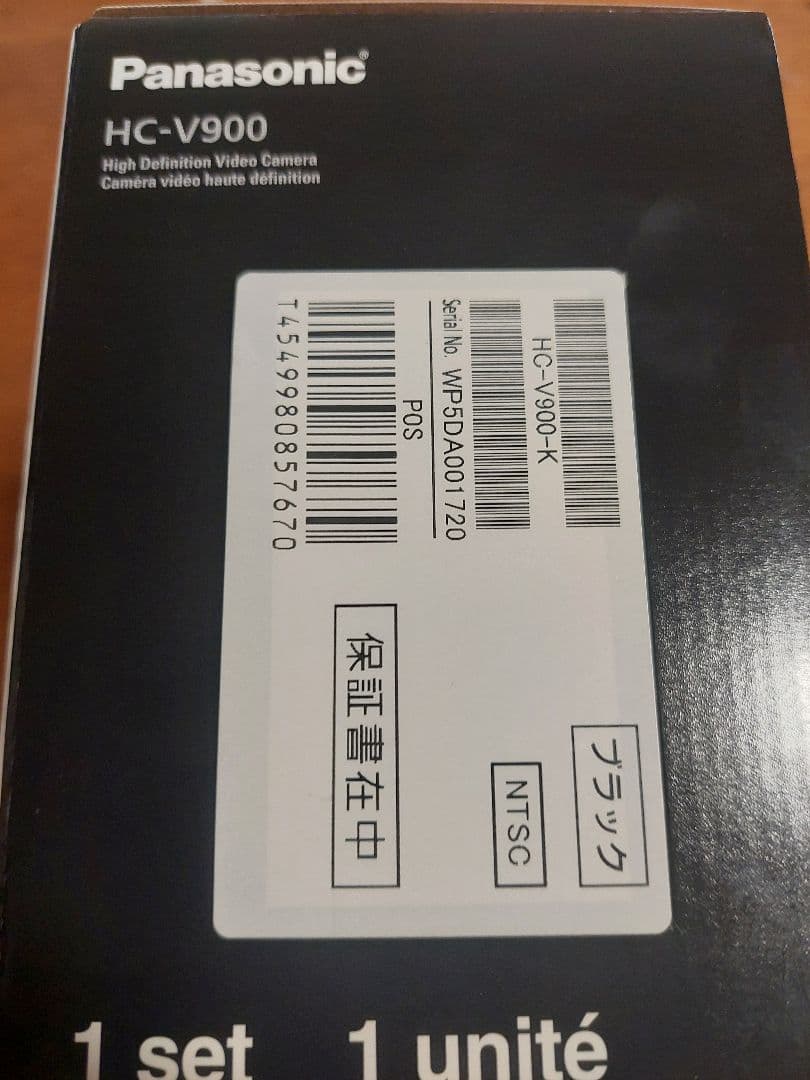 Panasonic®
HC-V900
High Definition Video Camera
Caméra vidéo haute définition
HC-V900-K
Serial No. WP5DA001720
POS
T4549980857670
ブラック
NTSC
保証書在中
1 set 1 unité